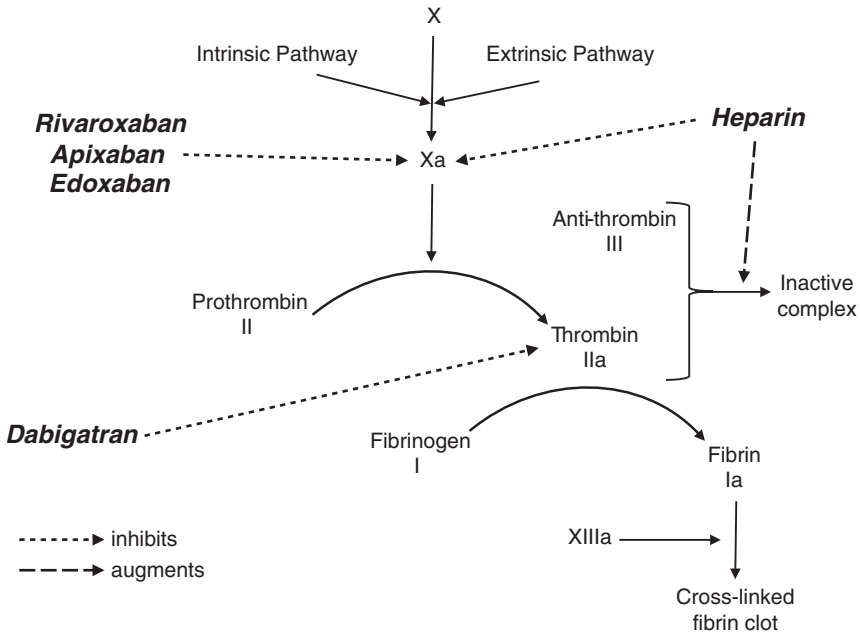 X
Intrinsic Pathway
Extrinsic Pathway
Rivaroxaban
Apixaban
Edoxaban
Heparin
Xa
Anti-thrombin
III
Inactive
complex
Prothrombin
II
Thrombin
IIa
Dabigatran
Fibrinogen
I
Fibrin
Ia
inhibits
augments
XIIIa
Cross-linked
fibrin clot